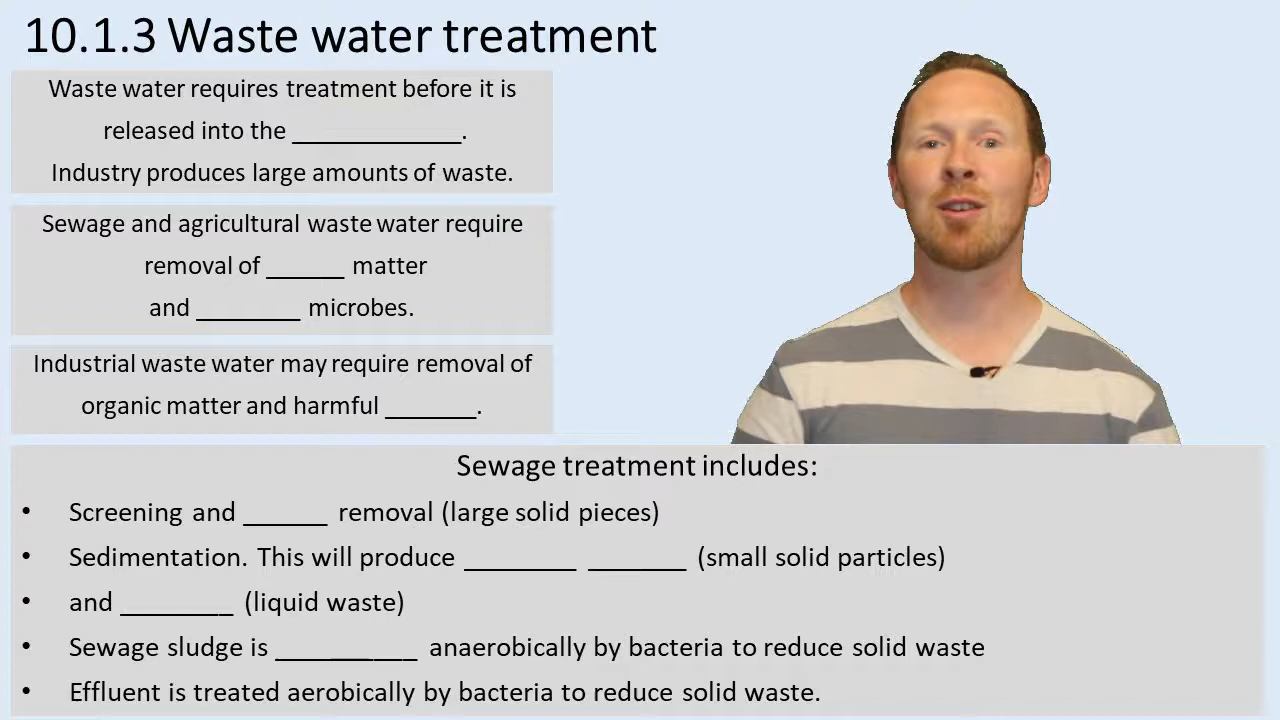 10.1.3 Waste water treatment
Waste water requires treatment before it is
released into the _____________.
Industry produces large amounts of waste.
Sewage and agricultural waste water require
removal of ______ matter
and ________ microbes.
Industrial waste water may require removal of
organic matter and harmful _______.
Sewage treatment includes:
• Screening and ______ removal (large solid pieces)
• Sedimentation. This will produce ________ _______ (small solid particles)
• and ________ (liquid waste)
• Sewage sludge is __________ anaerobically by bacteria to reduce solid waste
• Effluent is treated aerobically by bacteria to reduce solid waste.